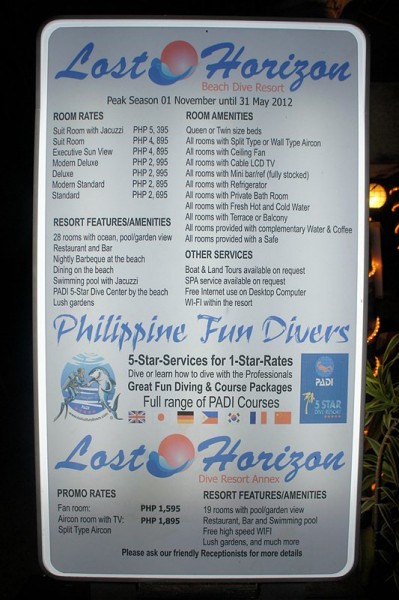 Lost Horizon
Beach Dive Resort
Peak Season 01 November until 31 May 2012
ROOM RATES
Suit Room with Jacuzzi PHP 5, 395
Suit Room PHP 4, 895
Executive Sun View PHP 4, 895
Modern Deluxe PHP 2, 995
Deluxe PHP 2, 995
Modern Standard PHP 2, 895
Standard PHP 2, 695
ROOM AMENITIES
Queen or Twin size beds
All rooms with Split Type or Wall Type Aircon
All rooms with Ceiling Fan
All rooms with Cable LCD TV
All rooms with Mini bar/ref (fully stocked)
All rooms with Refrigerator
All rooms with Private Bath Room
All rooms with Fresh Hot and Cold Water
All rooms with Terrace or Balcony
All rooms provided with complementary Water & Coffee
All rooms provided with a Safe
RESORT FEATURES/AMENITIES
28 rooms with ocean, pool/garden view
Restaurant and Bar
Nightly Barbeque at the beach
Dining on the beach
Swimming pool with Jacuzzi
PADI 5-Star Dive Center by the beach
Lush gardens
OTHER SERVICES
Boat & Land Tours available on request
SPA service available on request
Free Internet use on Desktop Computer
WI-FI within the resort
Philippine Fun Divers
5-Star-Services for 1-Star-Rates
Dive or learn how to dive with the Professionals
Great Fun Diving & Course Packages
Full range of PADI Courses
PADI
5 STAR
DIVE RESORT
Lost Horizon
Dive Resort Annex
PROMO RATES
Fan room: PHP 1,595
Aircon room with TV: PHP 1,895
Split Type Aircon
RESORT FEATURES/AMENITIES
19 rooms with pool/garden view
Restaurant, Bar and Swimming pool
Free high speed WIFI
Lush gardens, and much more
Please ask our friendly Receptionists for more details